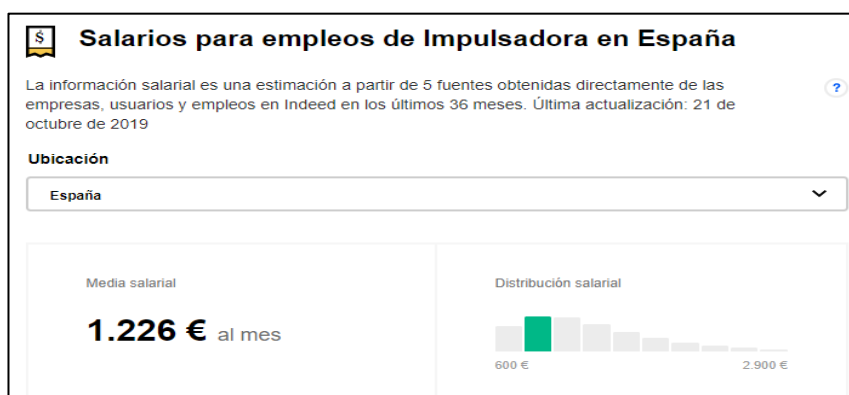 $
Salarios para empleos de Impulsadora en España
La información salarial es una estimación a partir de 5 fuentes obtenidas directamente de las
empresas, usuarios y empleos en Indeed en los últimos 36 meses. Última actualización: 21 de
octubre de 2019
?
Ubicación
España
Media salarial
1.226 € al mes
Distribución salarial
600 €
2.900 €